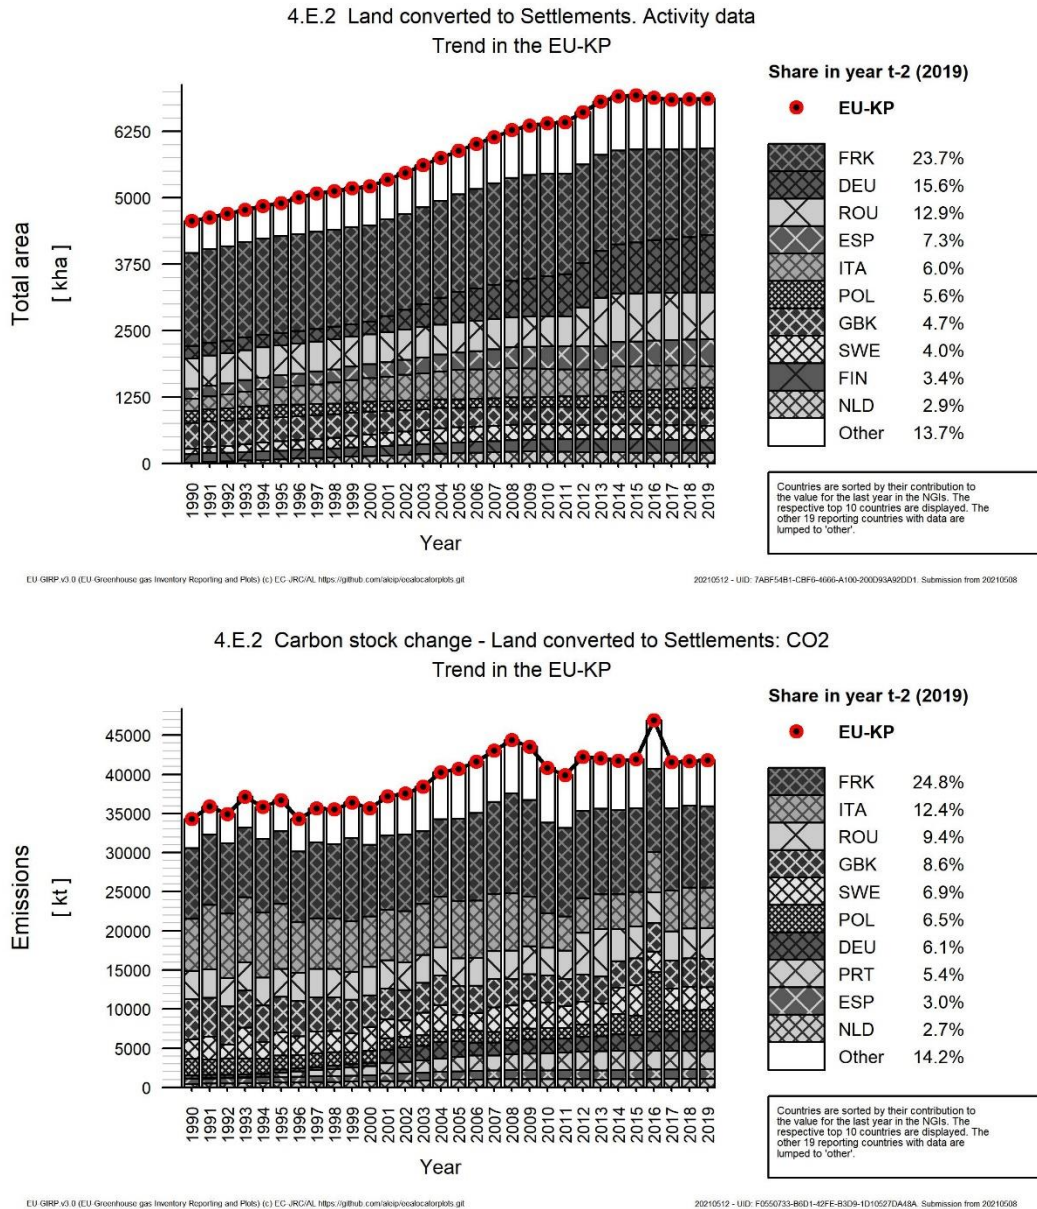 4.E.2 Land converted to Settlements. Activity data
Trend in the EU-KP
Share in year t-2 (2019)
EU-KP
FRK 23.7%
DEU 15.6%
ROU 12.9%
ESP 7.3%
ITA 6.0%
POL 5.6%
GBK 4.7%
SWE 4.0%
FIN 3.4%
NLD 2.9%
Other 13.7%
Total area
[ kha ]
6250
5000
3750
2500
1250
0
1990 1991 1992 1993 1994 1995 1996 1997 1998 1999 2000 2001 2002 2003 2004 2005 2006 2007 2008 2009 2010 2011 2012 2013 2014 2015 2016 2017 2018 2019
Year
Countries are sorted by their contribution to
the value for the last year in the NGIs. The
respective top 10 countries are displayed. The
other 19 reporting countries with data are
lumped to 'other'.
EU-GIRP v3.0 (EU-Greenhouse gas Inventory Reporting and Plots) (c) EC-JRC/AL https://github.com/aleip/eealocatorplots.git
20210512 - UID: 7ABF54B1-CBF6-4666-A100-200D93A92DD1. Submission from 20210508
4.E.2 Carbon stock change - Land converted to Settlements: CO2
Trend in the EU-KP
Share in year t-2 (2019)
EU-KP
FRK 24.8%
ITA 12.4%
ROU 9.4%
GBK 8.6%
SWE 6.9%
POL 6.5%
DEU 6.1%
PRT 5.4%
ESP 3.0%
NLD 2.7%
Other 14.2%
Emissions
[ kt ]
45000
40000
35000
30000
25000
20000
15000
10000
5000
0
1990 1991 1992 1993 1994 1995 1996 1997 1998 1999 2000 2001 2002 2003 2004 2005 2006 2007 2008 2009 2010 2011 2012 2013 2014 2015 2016 2017 2018 2019
Year
Countries are sorted by their contribution to
the value for the last year in the NGIs. The
respective top 10 countries are displayed. The
other 19 reporting countries with data are
lumped to 'other'.
EU-GIRP v3.0 (EU-Greenhouse gas Inventory Reporting and Plots) (c) EC-JRC/AL https://github.com/aleip/eealocatorplots.git
20210512 - UID: F0550733-B6D1-42FE-B3D9-1D10527DA48A. Submission from 20210508